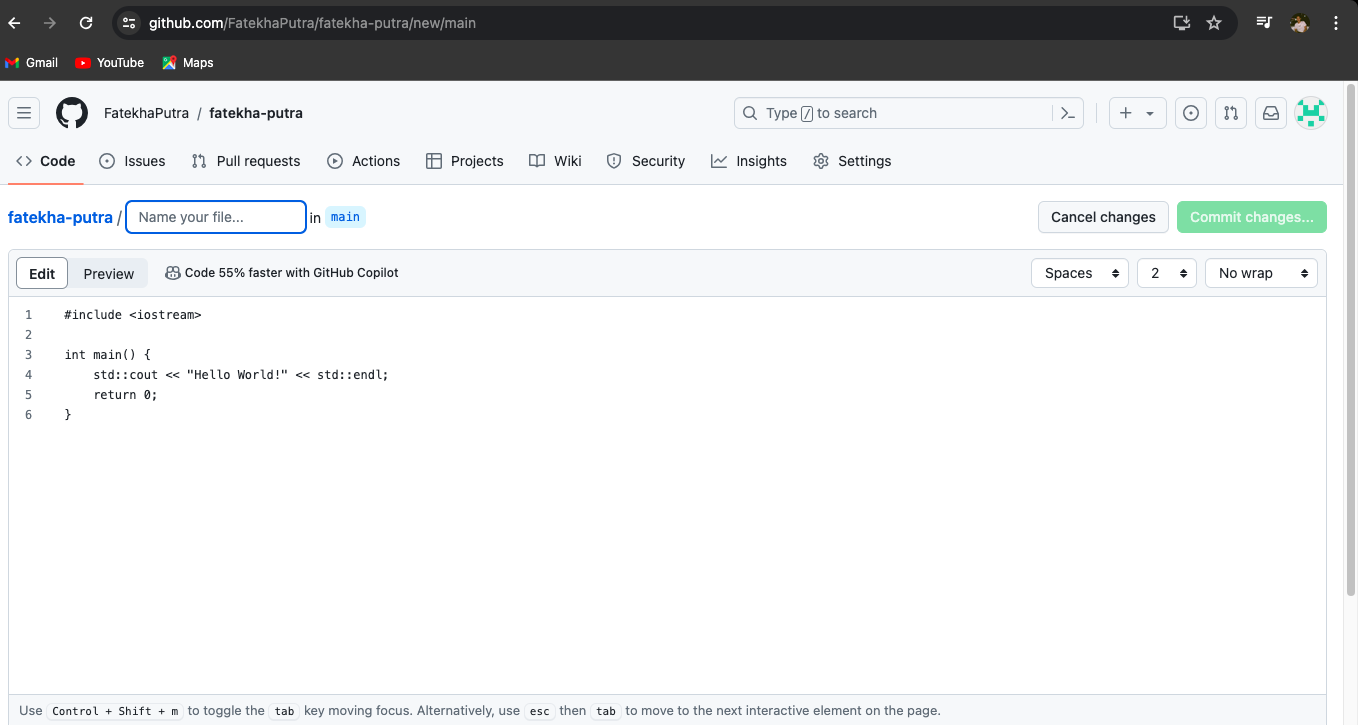 github.com/FatekhaPutra/fatekha-putra/new/main
Gmail YouTube Maps
FatekhaPutra / fatekha-putra Type / to search
Code Issues Pull requests Actions Projects Wiki Security Insights Settings
fatekha-putra / Name your file... in main Cancel changes Commit changes...
Edit Preview Code 55% faster with GitHub Copilot Spaces 2 No wrap
1 #include <iostream>
2
3 int main() {
4     std::cout << "Hello World!" << std::endl;
5     return 0;
6 }
Use Control + Shift + m to toggle the tab key moving focus. Alternatively, use esc then tab to move to the next interactive element on the page.